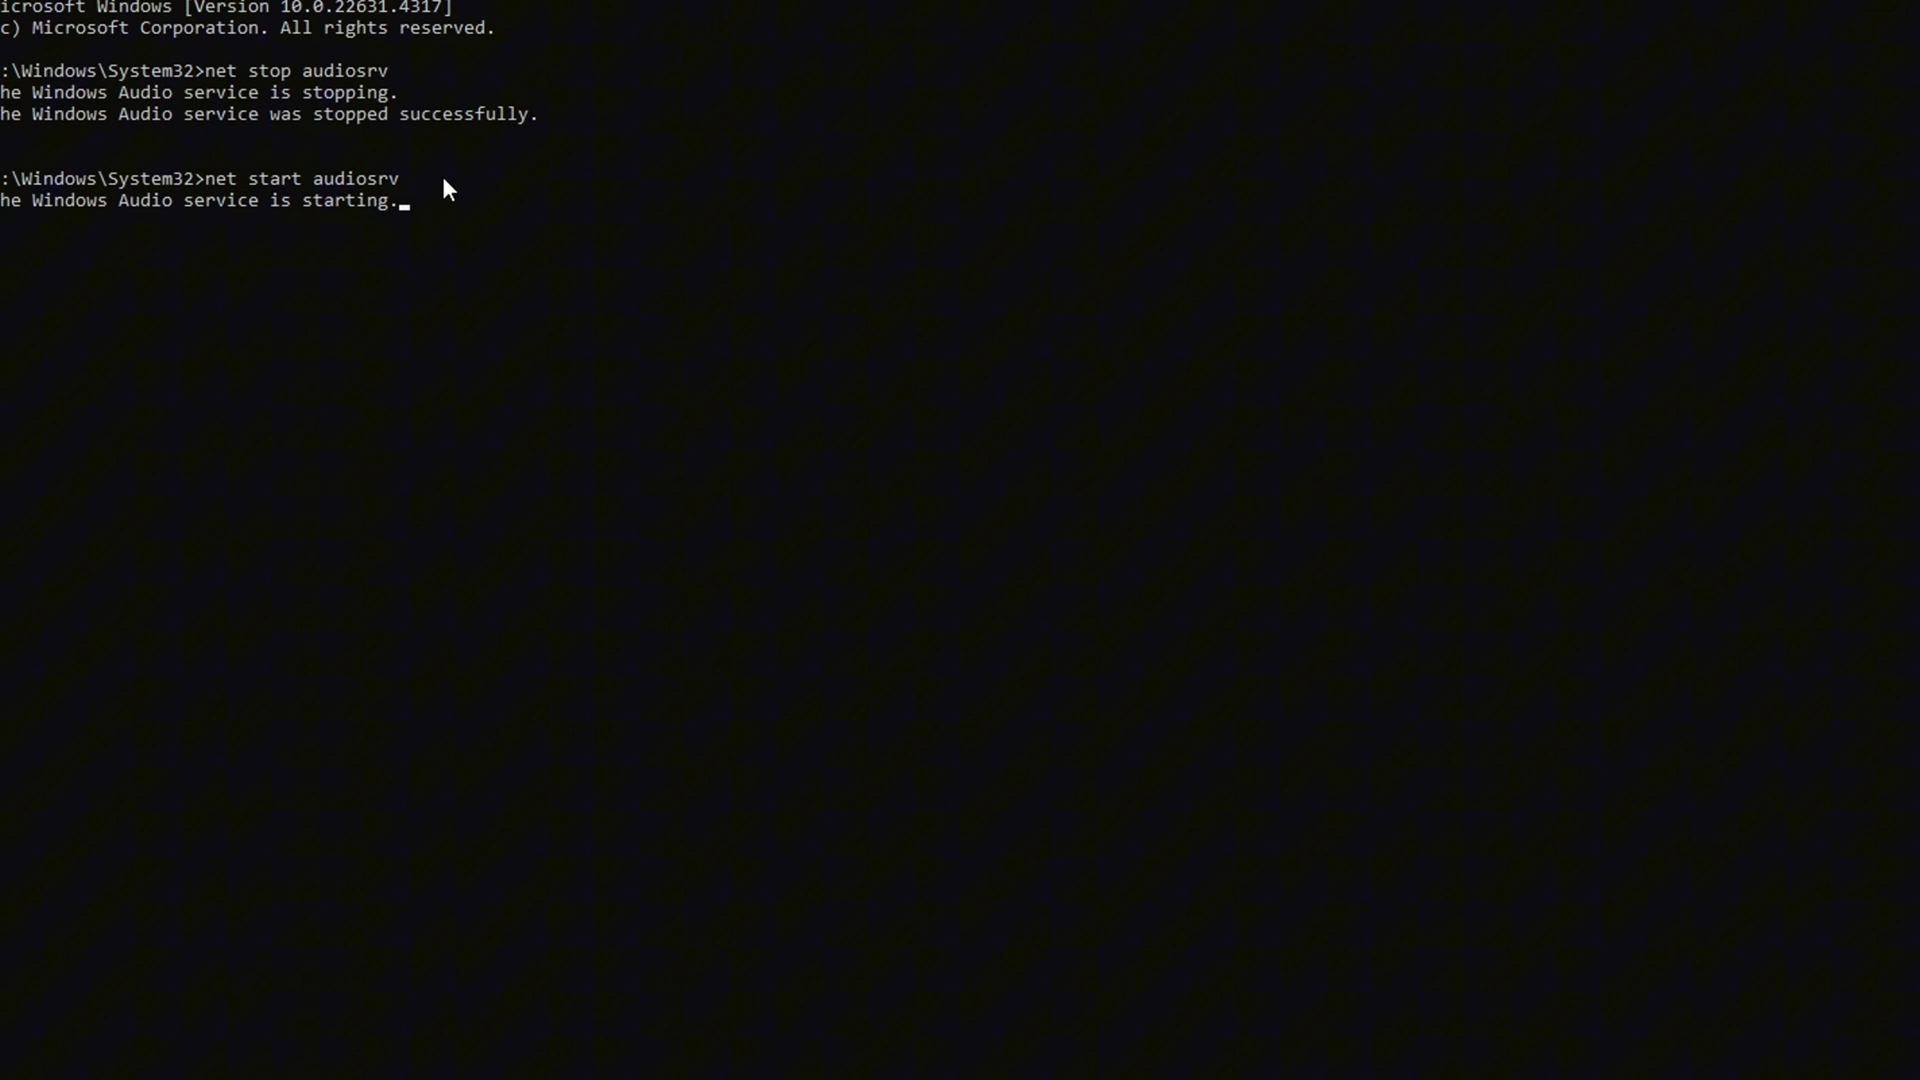 icrosoft Windows [Version 10.0.22631.4317]
c) Microsoft Corporation. All rights reserved.
:\Windows\System32>net stop audiosrv
he Windows Audio service is stopping.
he Windows Audio service was stopped successfully.
:\Windows\System32>net start audiosrv
he Windows Audio service is starting.